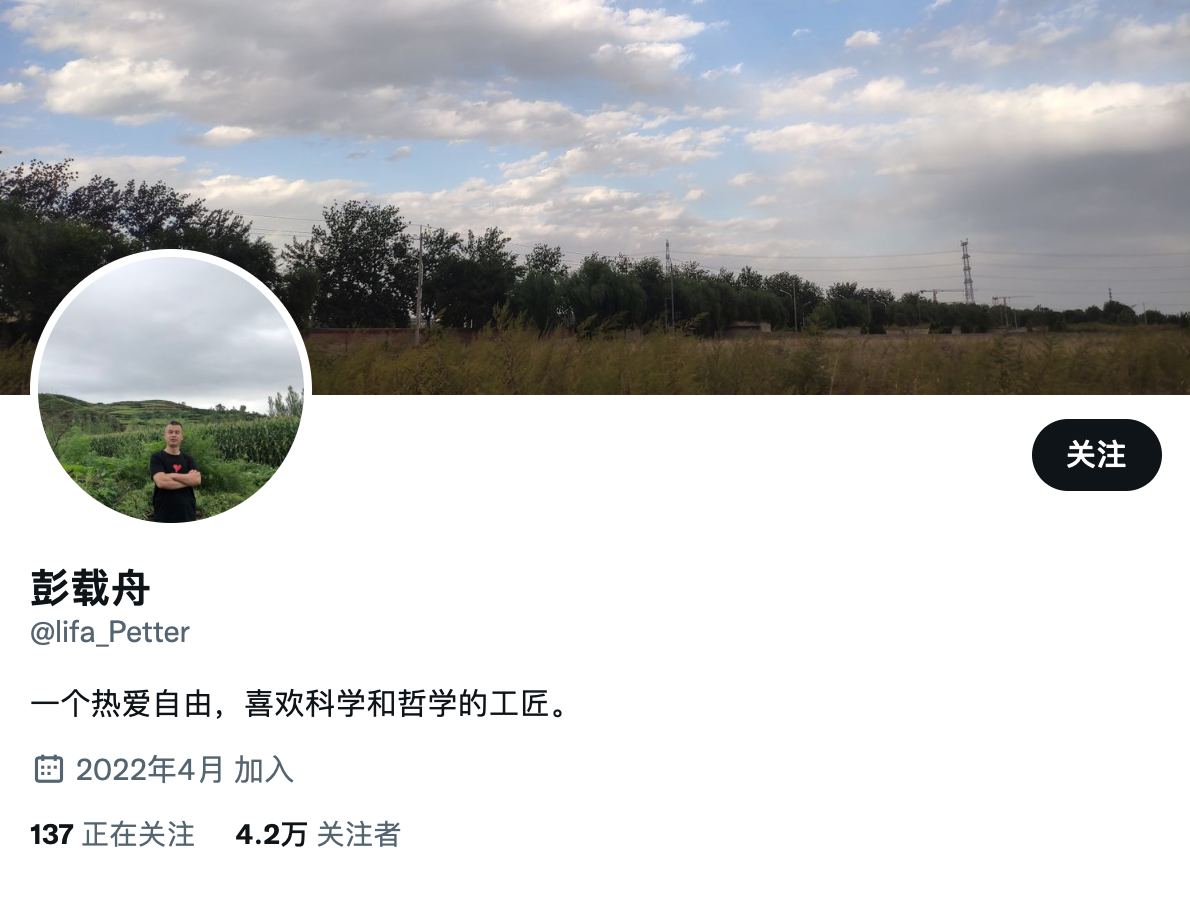 关注
彭载舟
@lifa_Petter
一个热爱自由，喜欢科学和哲学的工匠。
2022年4月 加入
137 正在关注 4.2万 关注者